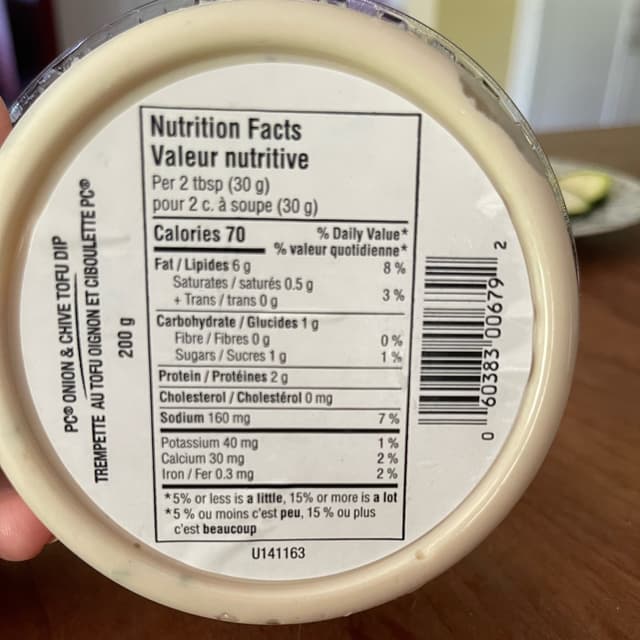 Nutrition Facts
Valeur nutritive
Per 2 tbsp (30 g)
pour 2 c. à soupe (30 g)
Calories 70
% Daily Value*
% valeur quotidienne*
Fat / Lipides 6 g 8 %
Saturates / saturés 0.5 g
+ Trans / trans 0 g 3 %
Carbohydrate / Glucides 1 g
Fibre / Fibres 0 g 0 %
Sugars / Sucres 1 g 1 %
Protein / Protéines 2 g
Cholesterol / Cholestérol 0 mg
Sodium 160 mg 7 %
Potassium 40 mg 1 %
Calcium 30 mg 2 %
Iron / Fer 0.3 mg 2 %
*5% or less is a little, 15% or more is a lot
*5 % ou moins c'est peu, 15 % ou plus
c'est beaucoup
U141163
PC® ONION & CHIVE TOFU DIP
TREMPETTE AU TOFU OIGNON ET CIBOULETTE PC®
200 g
0 60383 00679 2